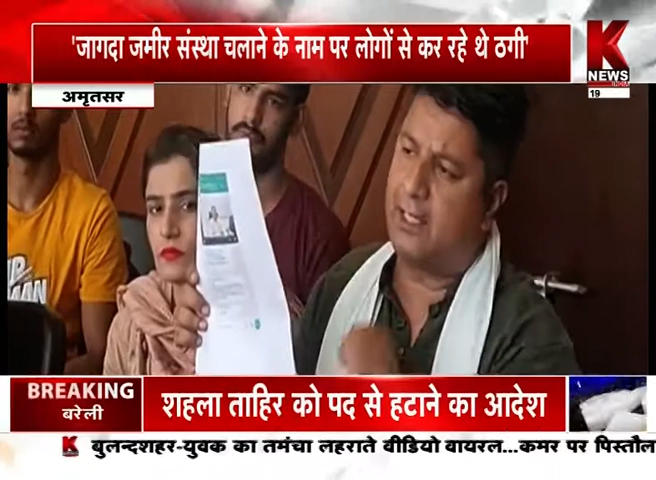 'जागदा जमीर संस्था चलाने के नाम पर लोगों से कर रहे थे ठगी'
K
NEWS
अमृतसर
19
MAN
BREAKING
बरेली
शहला ताहिर को पद से हटाने का आदेश
K बुलन्दशहर-युवक का तमंचा लहराते वीडियो वायरल...कमर पर पिस्तौल